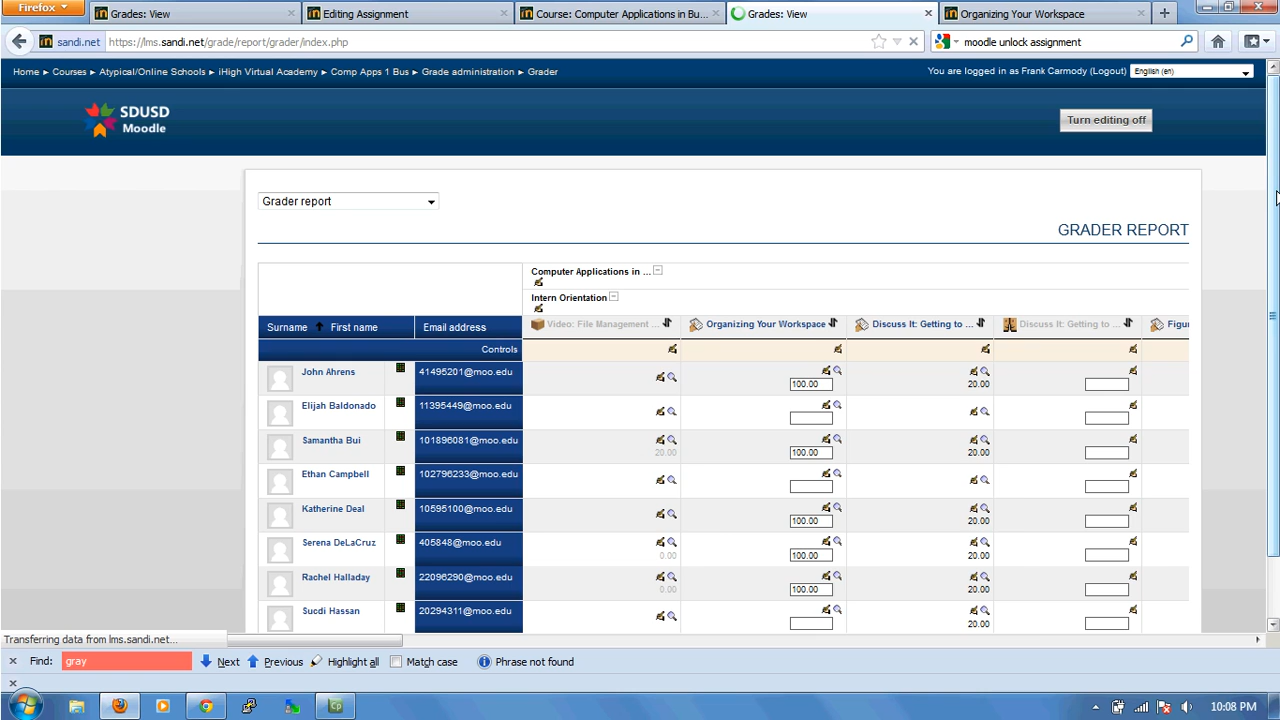 Firefox
Grades: View
Editing Assignment
Course: Computer Applications in Bu...
Grades: View
Organizing Your Workspace
sandi.net
https://lms.sandi.net/grade/report/grader/index.php
moodle unlock assignment
Home ► Courses ► Atypical/Online Schools ► iHigh Virtual Academy ► Comp Apps 1 Bus ► Grade administration ► Grader
You are logged in as Frank Carmody (Logout)
English (en)
SDUSD
Moodle
Turn editing off
Grader report
GRADER REPORT
Computer Applications in ...
Intern Orientation
Surname First name Email address
Video: File Management ...
Organizing Your Workspace
Discuss It: Getting to ...
Discuss It: Getting to ...
Figur
Controls
John Ahrens 41495201@moo.edu 100.00 20.00
Elijah Baldonado 11395449@moo.edu
Samantha Bui 101896081@moo.edu 20.00 100.00 20.00
Ethan Campbell 102796233@moo.edu
Katherine Deal 10595100@moo.edu 100.00 20.00
Serena DeLaCruz 405848@moo.edu 0.00 100.00 20.00
Rachel Halladay 22096290@moo.edu 0.00 100.00 20.00
Sucdi Hassan 20294311@moo.edu 20.00
Transferring data from lms.sandi.net...
Find: gray Next Previous Highlight all Match case Phrase not found
Cp
10:08 PM